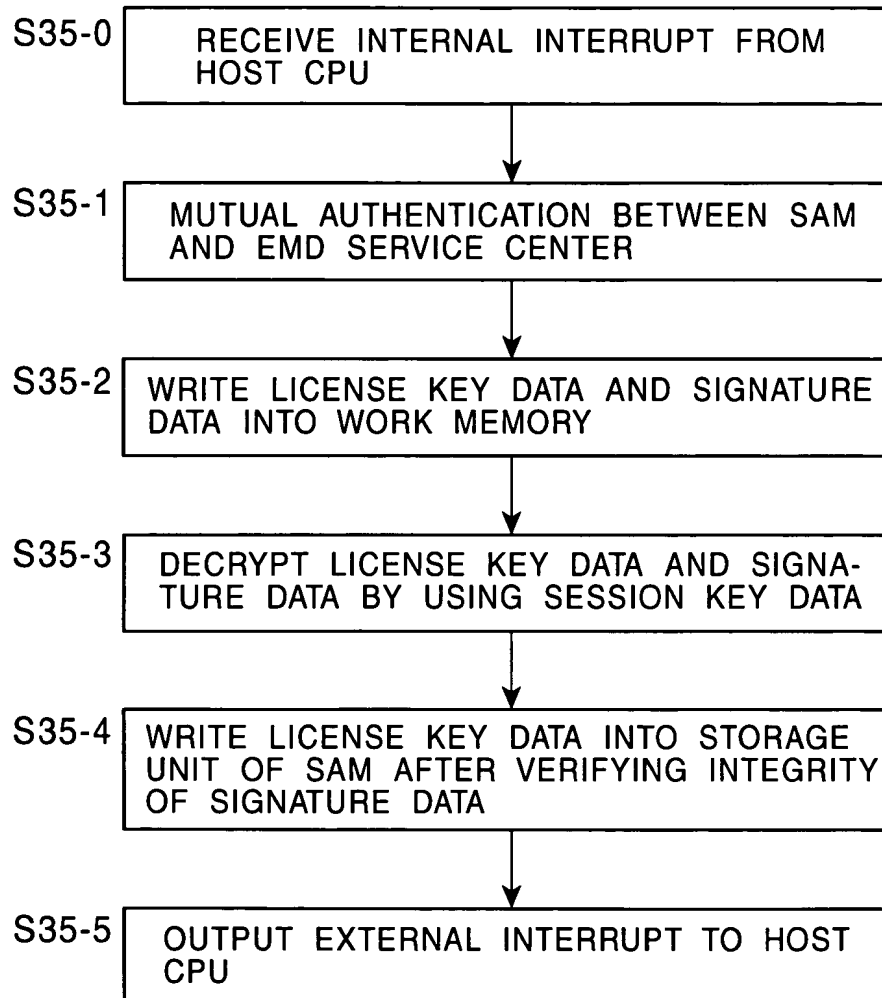 S35-0
RECEIVE INTERNAL INTERRUPT FROM
HOST CPU
S35-1
MUTUAL AUTHENTICATION BETWEEN SAM
AND EMD SERVICE CENTER
S35-2
WRITE LICENSE KEY DATA AND SIGNATURE
DATA INTO WORK MEMORY
S35-3
DECRYPT LICENSE KEY DATA AND SIGNA-
TURE DATA BY USING SESSION KEY DATA
S35-4
WRITE LICENSE KEY DATA INTO STORAGE
UNIT OF SAM AFTER VERIFYING INTEGRITY
OF SIGNATURE DATA
S35-5
OUTPUT EXTERNAL INTERRUPT TO HOST
CPU